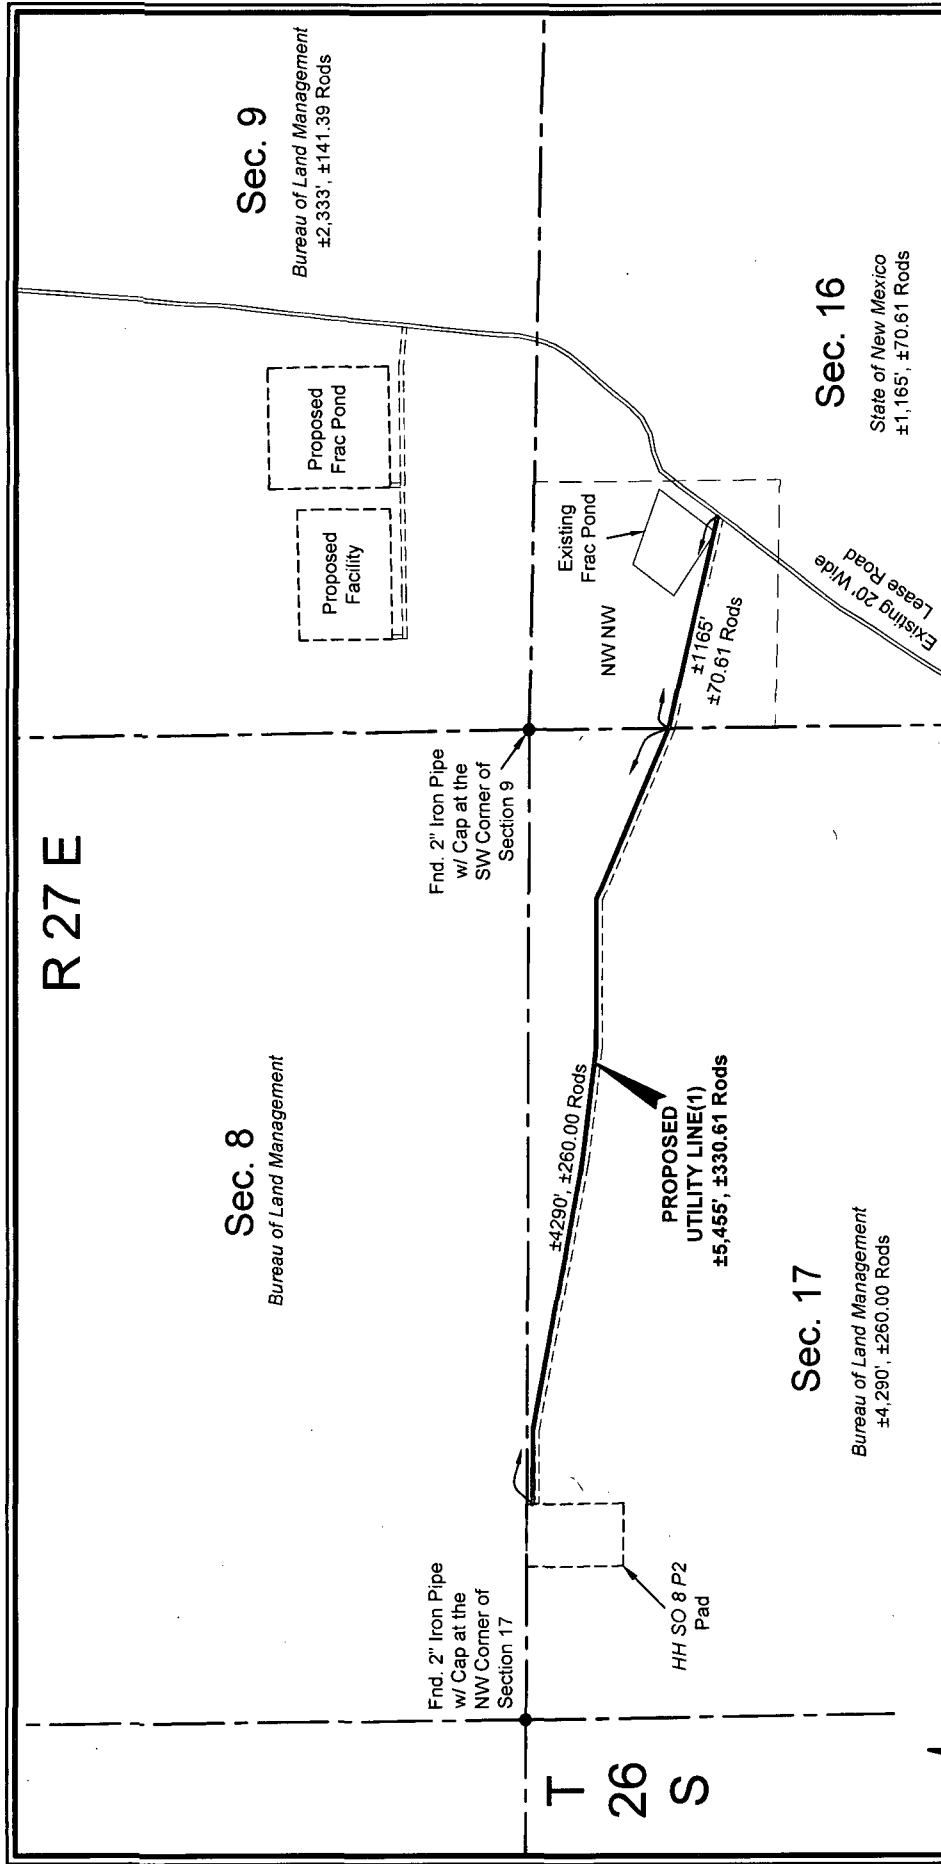 R 27 E
Sec. 8
Bureau of Land Management
Sec. 9
Bureau of Land Management
±2,333', ±141.39 Rods
Proposed
Facility
Proposed
Frac Pond
Fnd. 2" Iron Pipe
w/ Cap at the
NW Corner of
Section 17
Fnd. 2" Iron Pipe
w/ Cap at the
SW Corner of
Section 9
T
26
S
HH SO 8 P2
Pad
±4290', ±260.00 Rods
PROPOSED
UTILITY LINE(1)
±5,455', ±330.61 Rods
NW NW
Existing
Frac Pond
±1165'
±70.61 Rods
Existing 20' Wide
Lease Road
Sec. 17
Bureau of Land Management
±4,290', ±260.00 Rods
Sec. 16
State of New Mexico
±1,165', ±70.61 Rods